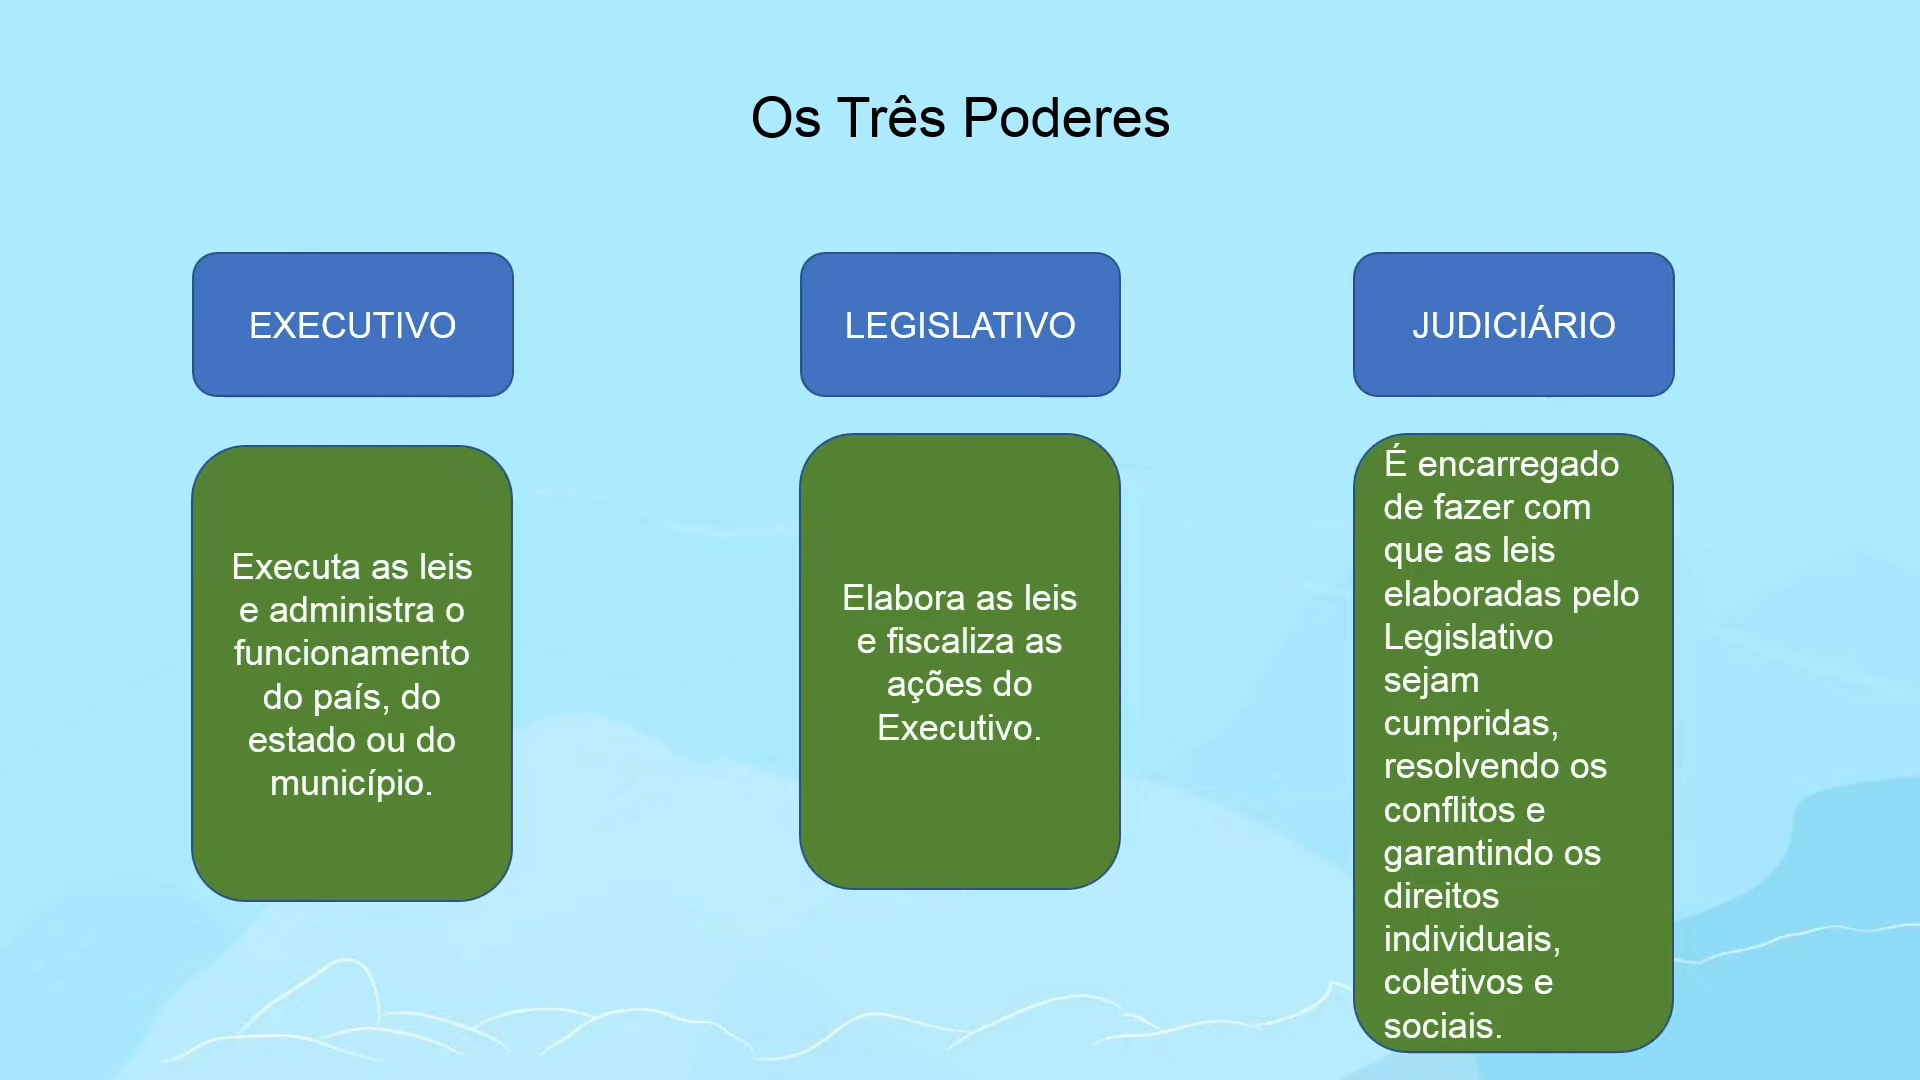 Os Três Poderes
EXECUTIVO
Executa as leis
e administra o
funcionamento
do país, do
estado ou do
município.
LEGISLATIVO
Elabora as leis
e fiscaliza as
ações do
Executivo.
JUDICIÁRIO
É encarregado
de fazer com
que as leis
elaboradas pelo
Legislativo
sejam
cumpridas,
resolvendo os
conflitos e
garantindo os
direitos
individuais,
coletivos e
sociais.